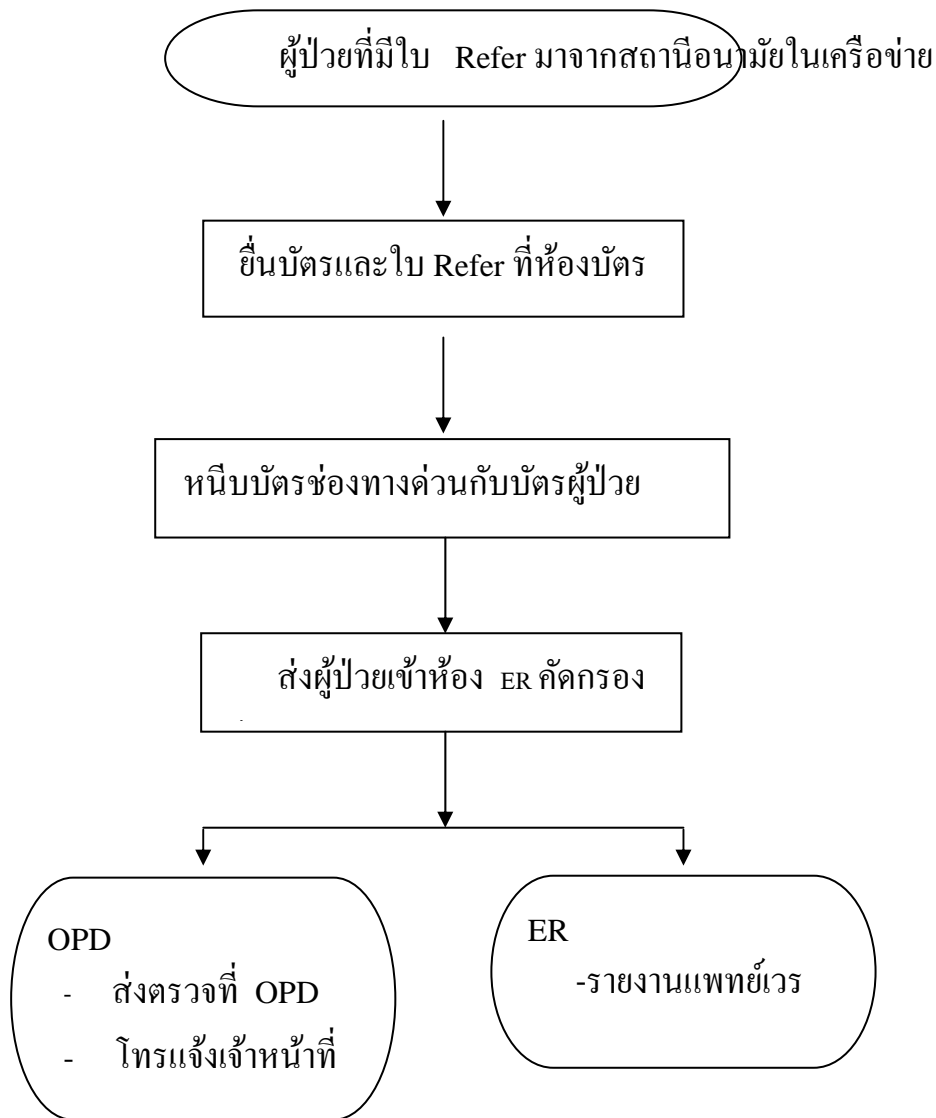 ผู้ป่วยที่มีใบ Refer มาจากสถานีอนามัยในเครือข่าย
ยื่นบัตรและใบ Refer ที่ห้องบัตร
หนีบบัตรช่องทางด่วนกับบัตรผู้ป่วย
ส่งผู้ป่วยเข้าห้อง ER คัดกรอง
OPD
- ส่งตรวจที่ OPD
- โทรแจ้งเจ้าหน้าที่
ER
-รายงานแพทย์เวร